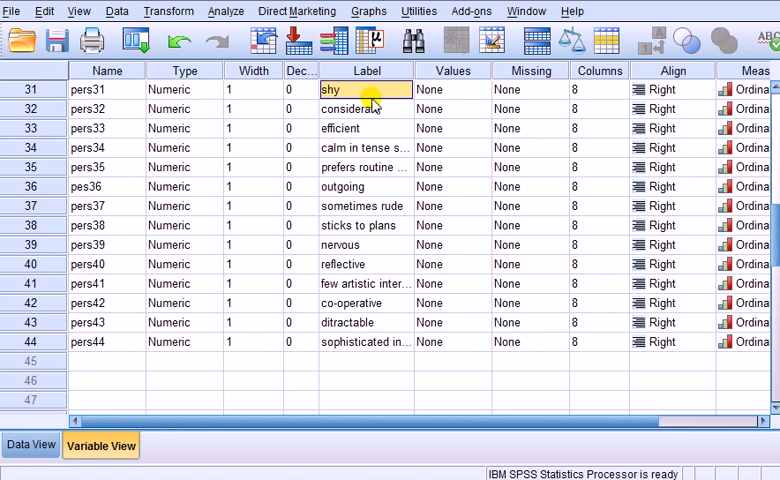 File Edit View Data Transform Analyze Direct Marketing Graphs Utilities Add-ons Window Help
Name Type Width Dec... Label Values Missing Columns Align Meas
31 pers31 Numeric 1 0 shy None None 8 Right Ordina
32 pers32 Numeric 1 0 None None 8 Right Ordina
33 pers33 Numeric 1 0 efficient None None 8 Right Ordina
34 pers34 Numeric 1 0 calm in tense s... None None 8 Right Ordina
35 pers35 Numeric 1 0 prefers routine ... None None 8 Right Ordina
36 pes36 Numeric 1 0 outgoing None None 8 Right Ordina
37 pers37 Numeric 1 0 sometimes rude None None 8 Right Ordina
38 pers38 Numeric 1 0 sticks to plans None None 8 Right Ordina
39 pers39 Numeric 1 0 nervous None None 8 Right Ordina
40 pers40 Numeric 1 0 reflective None None 8 Right Ordina
41 pers41 Numeric 1 0 few artistic inter... None None 8 Right Ordina
42 pers42 Numeric 1 0 co-operative None None 8 Right Ordina
43 pers43 Numeric 1 0 ditractable None None 8 Right Ordina
44 pers44 Numeric 1 0 sophisticated in... None None 8 Right Ordina
45
46
47
Data View Variable View
IBM SPSS Statistics Processor is ready